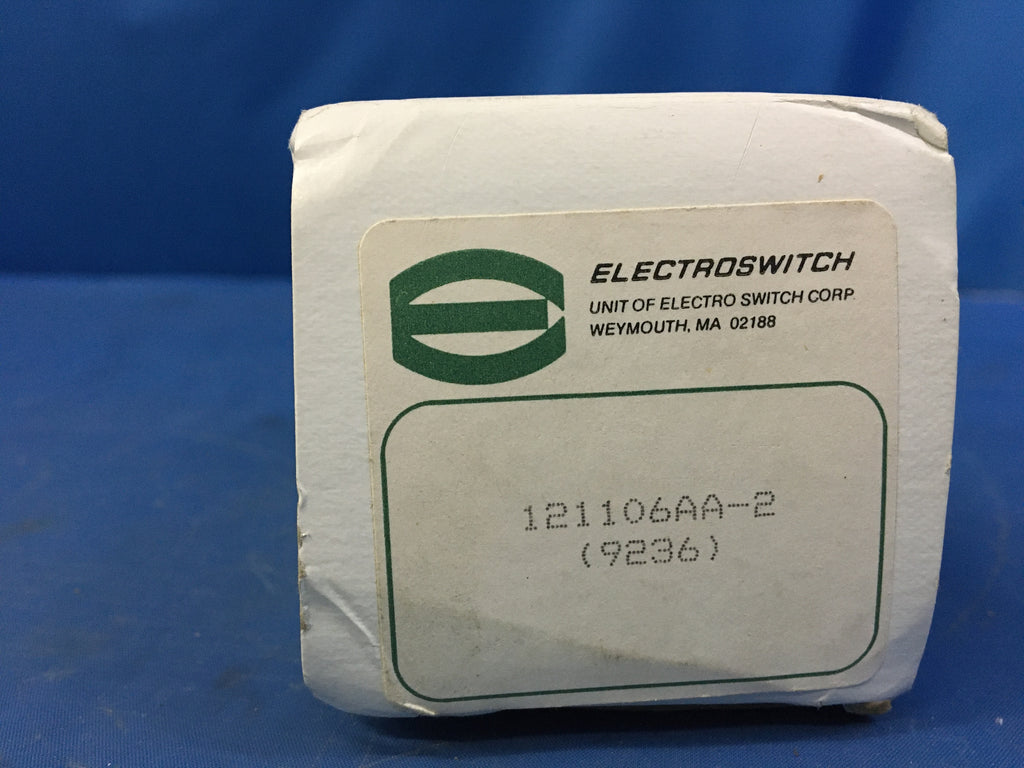 ELECTROSWITCH
UNIT OF ELECTRO SWITCH CORP.
WEYMOUTH, MA 02188
121106AA-2
(9236)